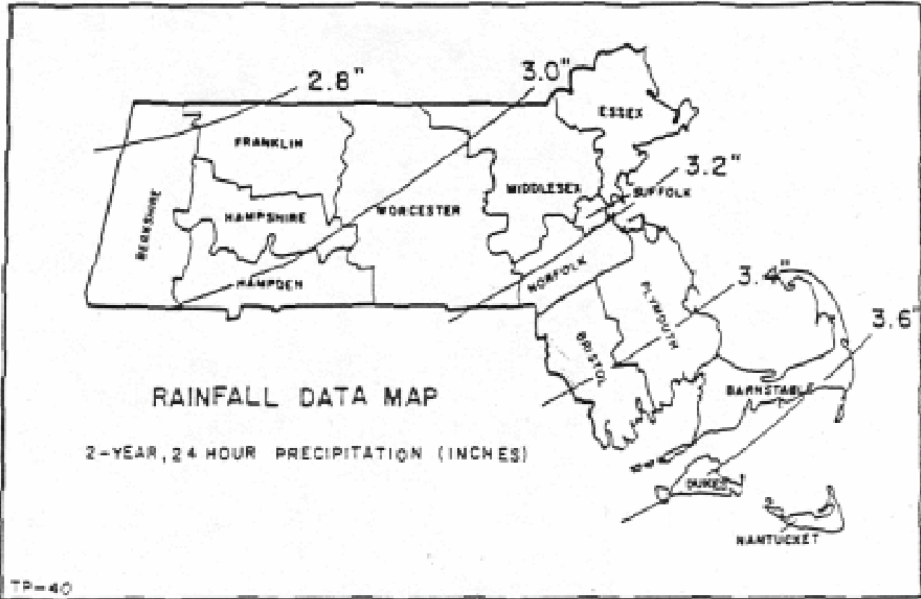 2.8"
3.0"
ESSEX
FRANKLIN
3.2"
MIDDLESEX
SUFFOLK
BERKSHIRE
HAMPSHIRE
WORCESTER
NORFOLK
HAMPDEN
3.4"
PLYMOUTH
3.6"
BRISTOL
RAINFALL DATA MAP
BARNSTABLE
2-YEAR, 24 HOUR PRECIPITATION (INCHES)
DUKES
NANTUCKET
TP-40